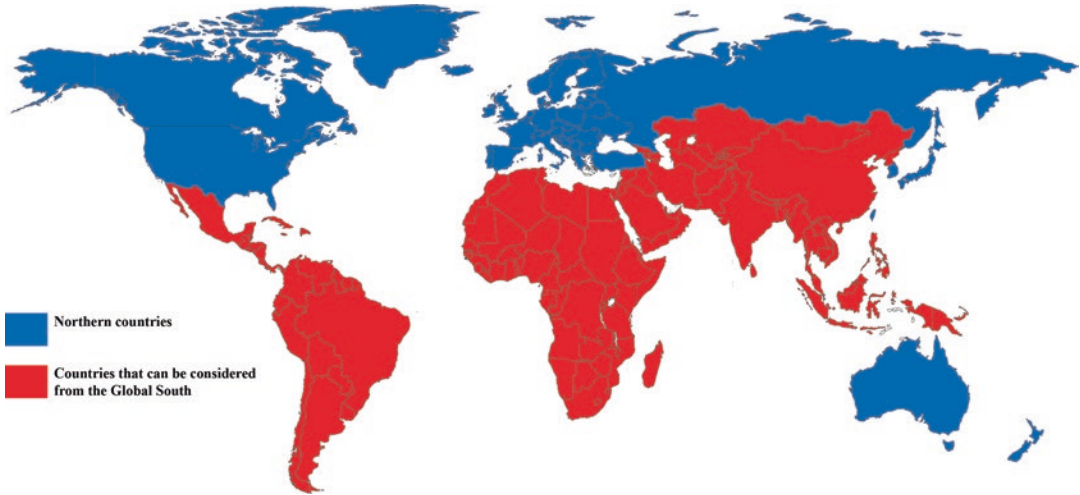 Northern countries
Countries that can be considered
from the Global South